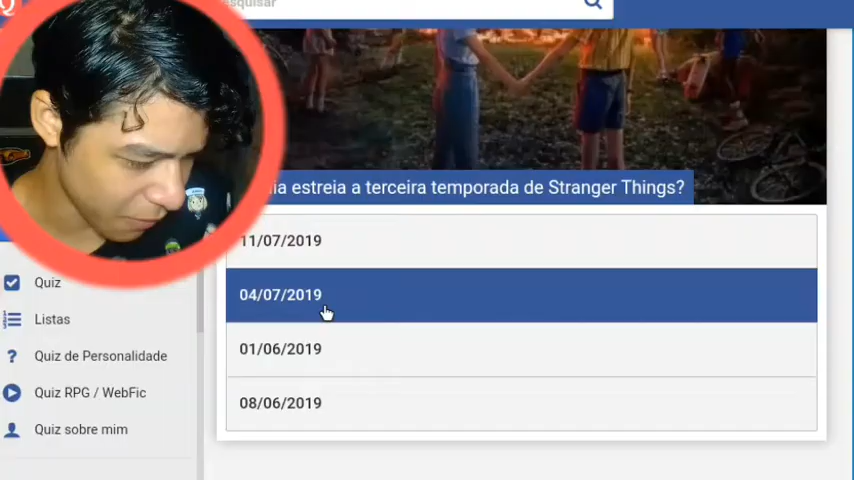 esquisar
ia estreia a terceira temporada de Stranger Things?
11/07/2019
04/07/2019
01/06/2019
08/06/2019
Quiz
Listas
Quiz de Personalidade
Quiz RPG / WebFic
Quiz sobre mim